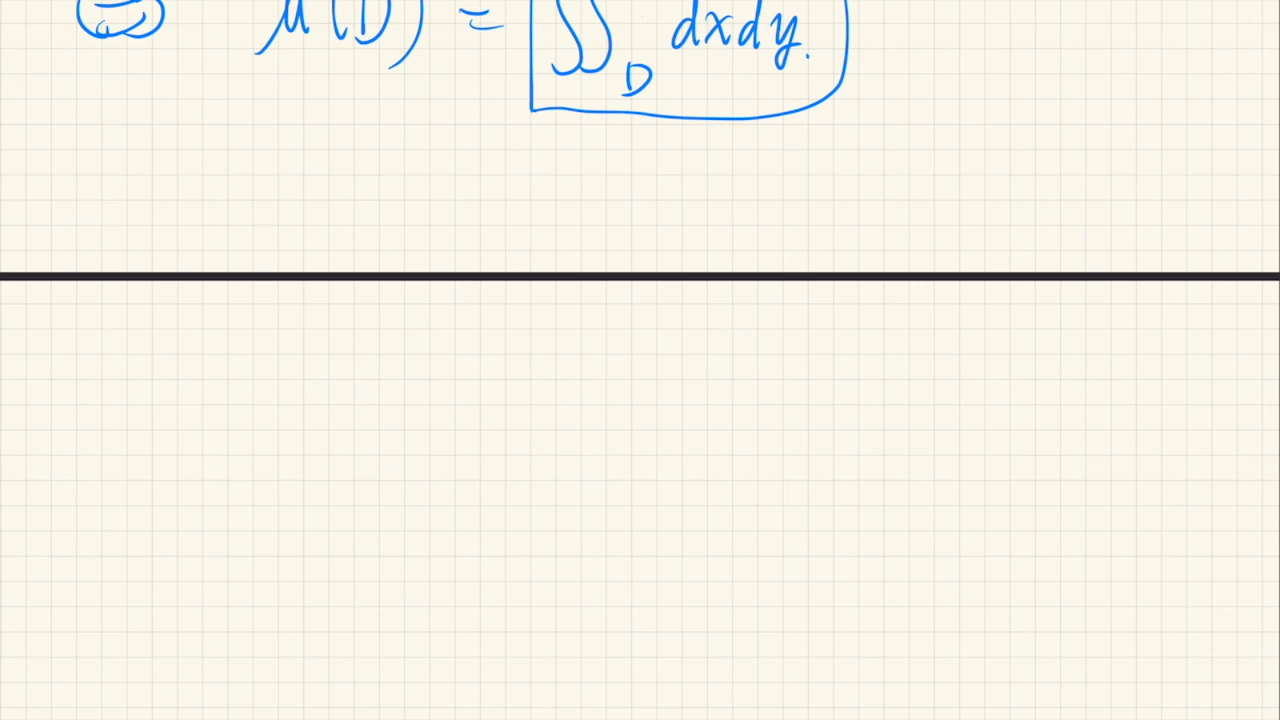 μ(D) = ∬_D dxdy.